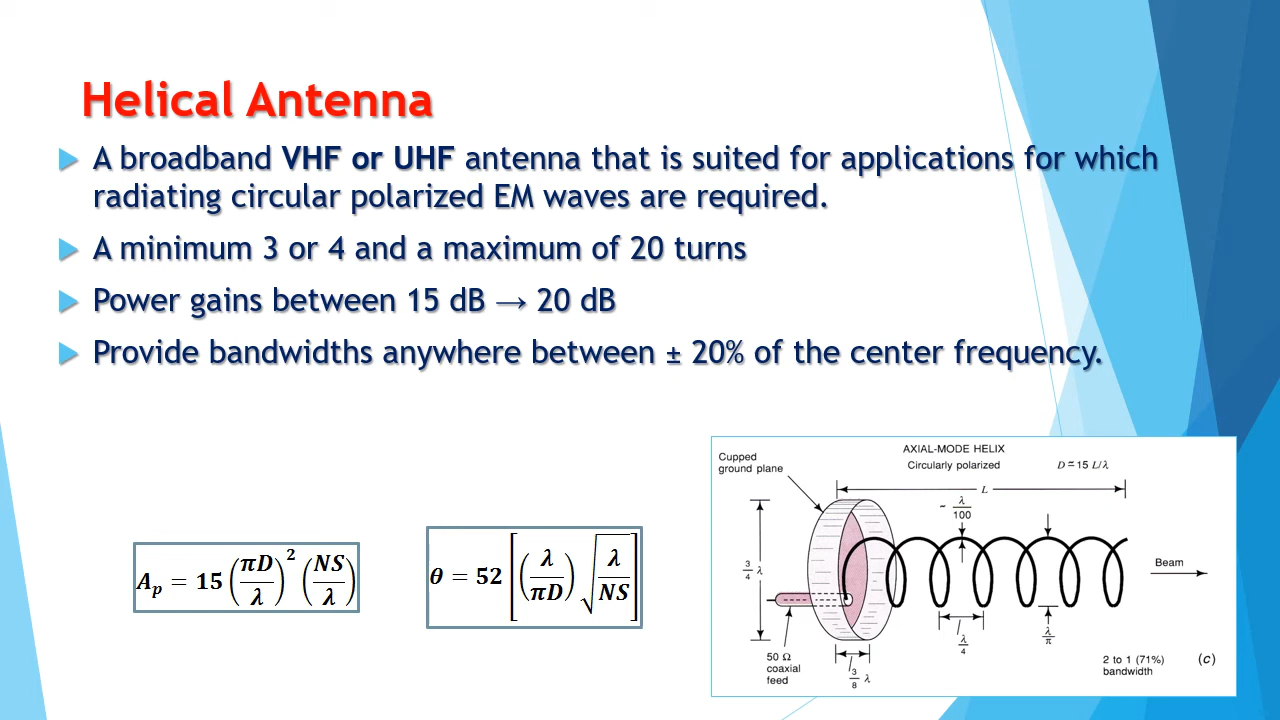 Helical Antenna
A broadband VHF or UHF antenna that is suited for applications for which
radiating circular polarized EM waves are required.
A minimum 3 or 4 and a maximum of 20 turns
Power gains between 15 dB → 20 dB
Provide bandwidths anywhere between ± 20% of the center frequency.
A_p = 15 (πD/λ)² (NS/λ)
θ = 52 [(λ/πD) √(λ/NS)]
AXIAL-MODE HELIX
Circularly polarized
D ≃ 15 L/λ
Cupped
ground plane
L
~ λ/100
3/4 λ
Beam
λ/4
λ/π
50 Ω
coaxial
feed
3/8 λ
2 to 1 (71%)
bandwidth
(c)